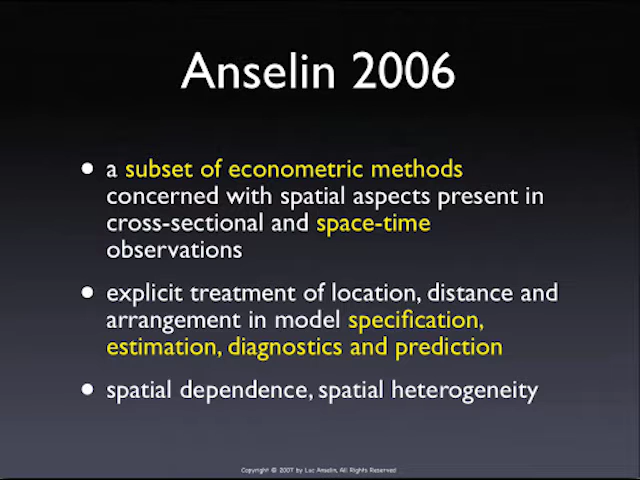 Anselin 2006
• a subset of econometric methods
concerned with spatial aspects present in
cross-sectional and space-time
observations
• explicit treatment of location, distance and
arrangement in model specification,
estimation, diagnostics and prediction
• spatial dependence, spatial heterogeneity
Copyright © 2007 by Luc Anselin, All Rights Reserved